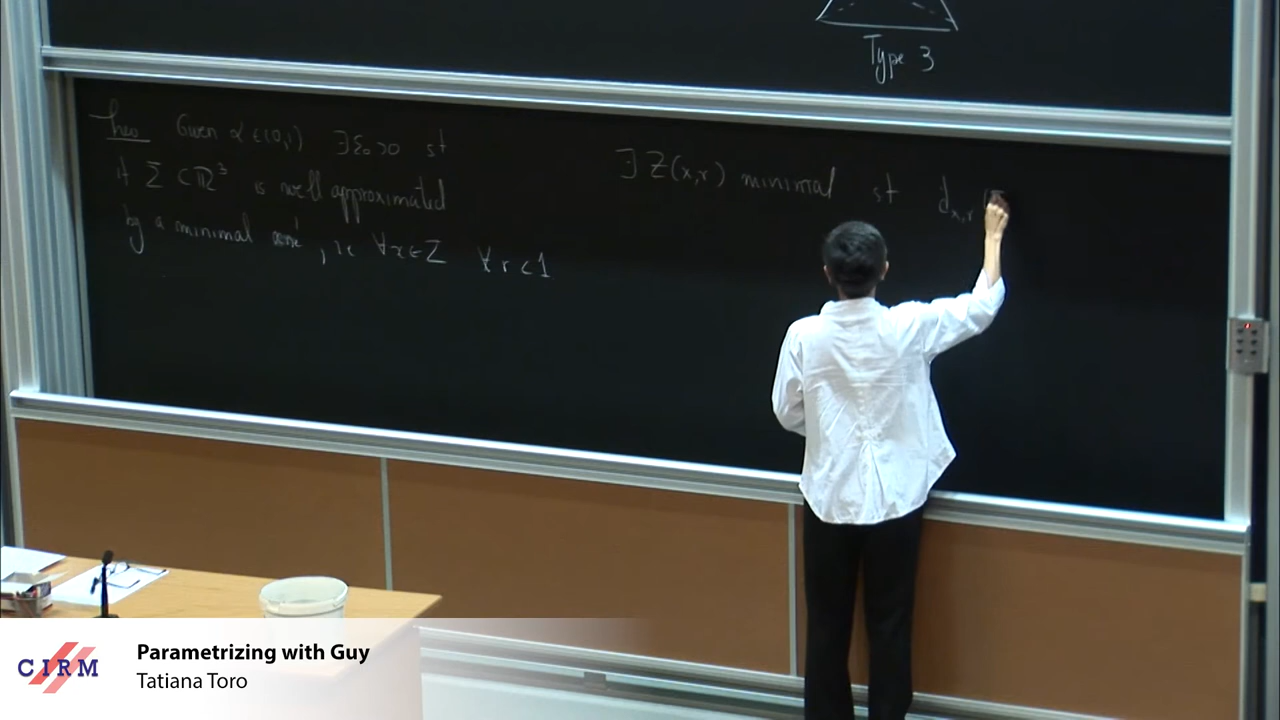 Type 3
Theo Given α ∈ (0,1) ∃ε₀>0 st
if Σ ⊂ ℝ³ is well approximated
by a minimal cone, ie ∀x∈Σ ∀r<1
∃ Z(x,r) minimal st d_{x,r} (
CIRM
Parametrizing with Guy
Tatiana Toro